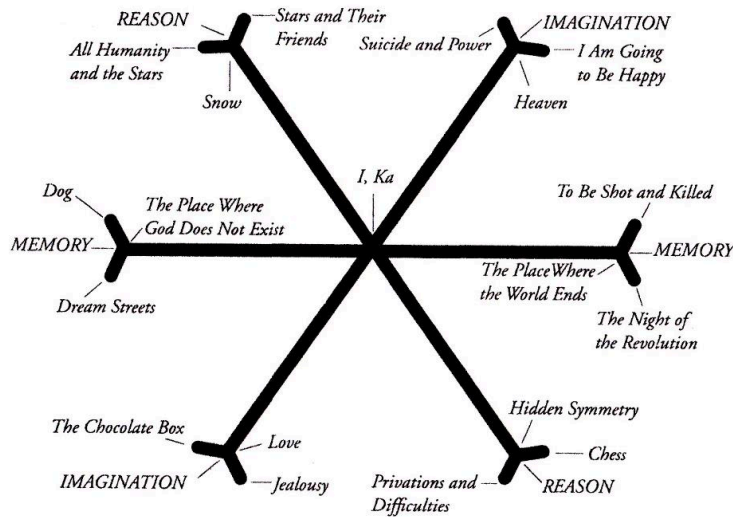 REASON
Stars and Their
Friends
All Humanity
and the Stars
Snow
Suicide and Power
IMAGINATION
I Am Going
to Be Happy
Heaven
I, Ka
Dog
The Place Where
God Does Not Exist
MEMORY
Dream Streets
To Be Shot and Killed
MEMORY
The Place Where
the World Ends
The Night of
the Revolution
The Chocolate Box
Love
IMAGINATION
Jealousy
Hidden Symmetry
Chess
Privations and
Difficulties
REASON